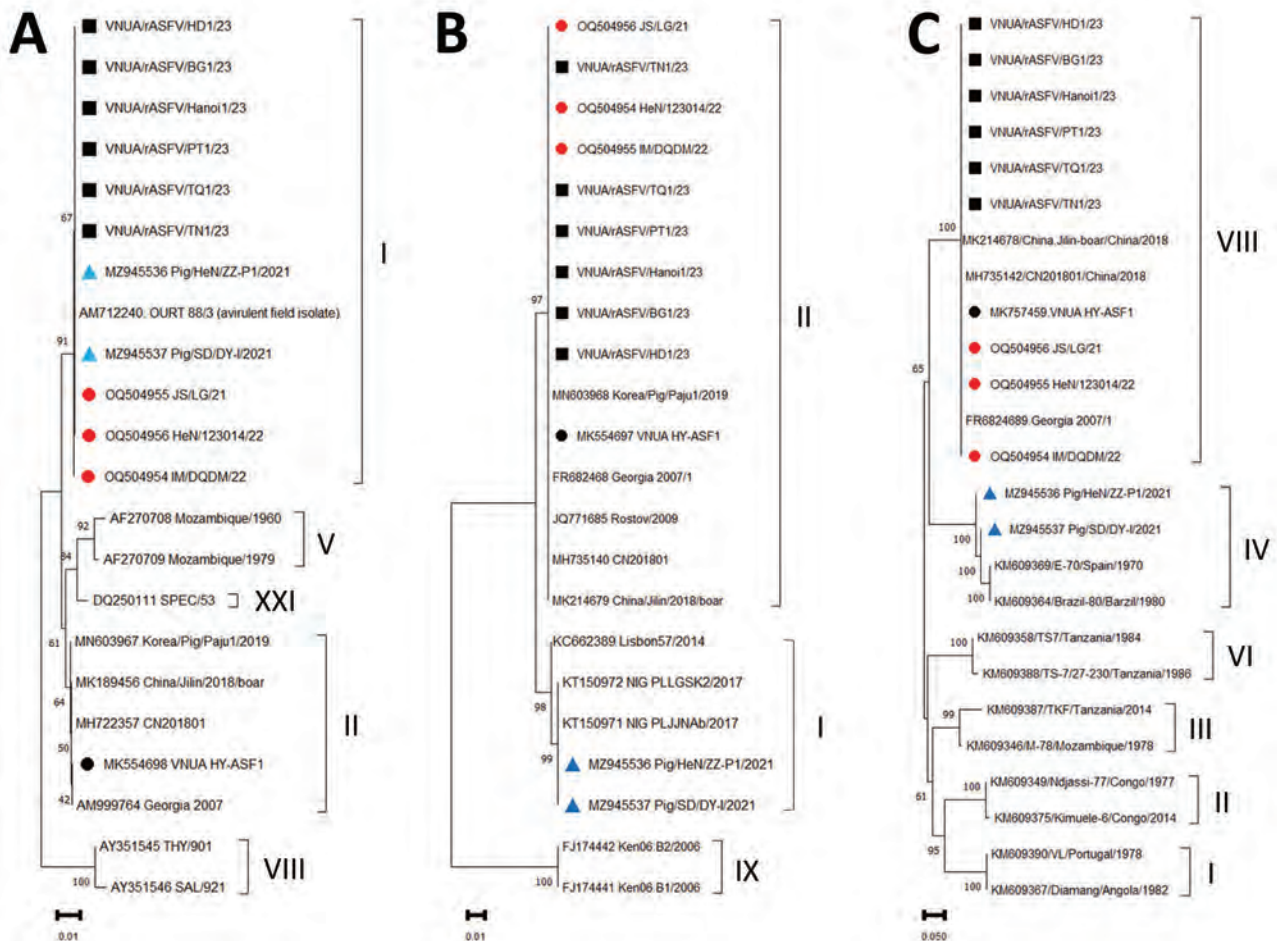 A
VNUA/rASFV/HD1/23
VNUA/rASFV/BG1/23
VNUA/rASFV/Hanoi1/23
VNUA/rASFV/PT1/23
VNUA/rASFV/TQ1/23
VNUA/rASFV/TN1/23
67
MZ945536 Pig/HeN/ZZ-P1/2021
I
AM712240. OURT 88/3 (avirulent field isolate)
91
MZ945537 Pig/SD/DY-I/2021
OQ504955 JS/LG/21
OQ504956 HeN/123014/22
OQ504954 IM/DQDM/22
AF270708 Mozambique/1960
92
V
84
AF270709 Mozambique/1979
DQ250111 SPEC/53
XXI
61
MN603967 Korea/Pig/Paju1/2019
MK189456 China/Jilin/2018/boar
64
MH722357 CN201801
II
50
MK554698 VNUA HY-ASF1
42
AM999764 Georgia 2007
AY351545 THY/901
VIII
100
AY351546 SAL/921
0.01
B
OQ504956 JS/LG/21
VNUA/rASFV/TN1/23
OQ504954 HeN/123014/22
OQ504955 IM/DQDM/22
VNUA/rASFV/TQ1/23
VNUA/rASFV/PT1/23
VNUA/rASFV/Hanoi1/23
97
II
VNUA/rASFV/BG1/23
VNUA/rASFV/HD1/23
MN603968 Korea/Pig/Paju1/2019
MK554697 VNUA HY-ASF1
FR682468 Georgia 2007/1
JQ771685 Rostov/2009
MH735140 CN201801
MK214679 China/Jilin/2018/boar
KC662389 Lisbon57/2014
KT150972 NIG PLLGSK2/2017
98
KT150971 NIG PLJJNAb/2017
I
99
MZ945536 Pig/HeN/ZZ-P1/2021
MZ945537 Pig/SD/DY-I/2021
FJ174442 Ken06 B2/2006
IX
100
FJ174441 Ken06 B1/2006
0.01
C
VNUA/rASFV/HD1/23
VNUA/rASFV/BG1/23
VNUA/rASFV/Hanoi1/23
VNUA/rASFV/PT1/23
VNUA/rASFV/TQ1/23
VNUA/rASFV/TN1/23
100
MK214678/China Jilin-boar/China/2018
VIII
MH735142/CN201801/China/2018
MK757459 VNUA HY-ASF1
OQ504956 JS/LG/21
65
OQ504955 HeN/123014/22
FR6824689 Georgia 2007/1
OQ504954 IM/DQDM/22
MZ945536 Pig/HeN/ZZ-P1/2021
MZ945537 Pig/SD/DY-I/2021
100
IV
KM609369/E-70/Spain/1970
100
KM609364/Brazil-80/Barzil/1980
KM609358/TS7/Tanzania/1984
100
VI
KM609388/TS-7/27-230/Tanzania/1986
KM609387/TKF/Tanzania/2014
99
III
KM609346/M-78/Mozambique/1978
KM609349/Ndjassi-77/Congo/1977
100
61
II
KM609375/Kimuele-6/Congo/2014
95
KM609390/VL/Portugal/1978
I
100
KM609367/Diamang/Angola/1982
0.050